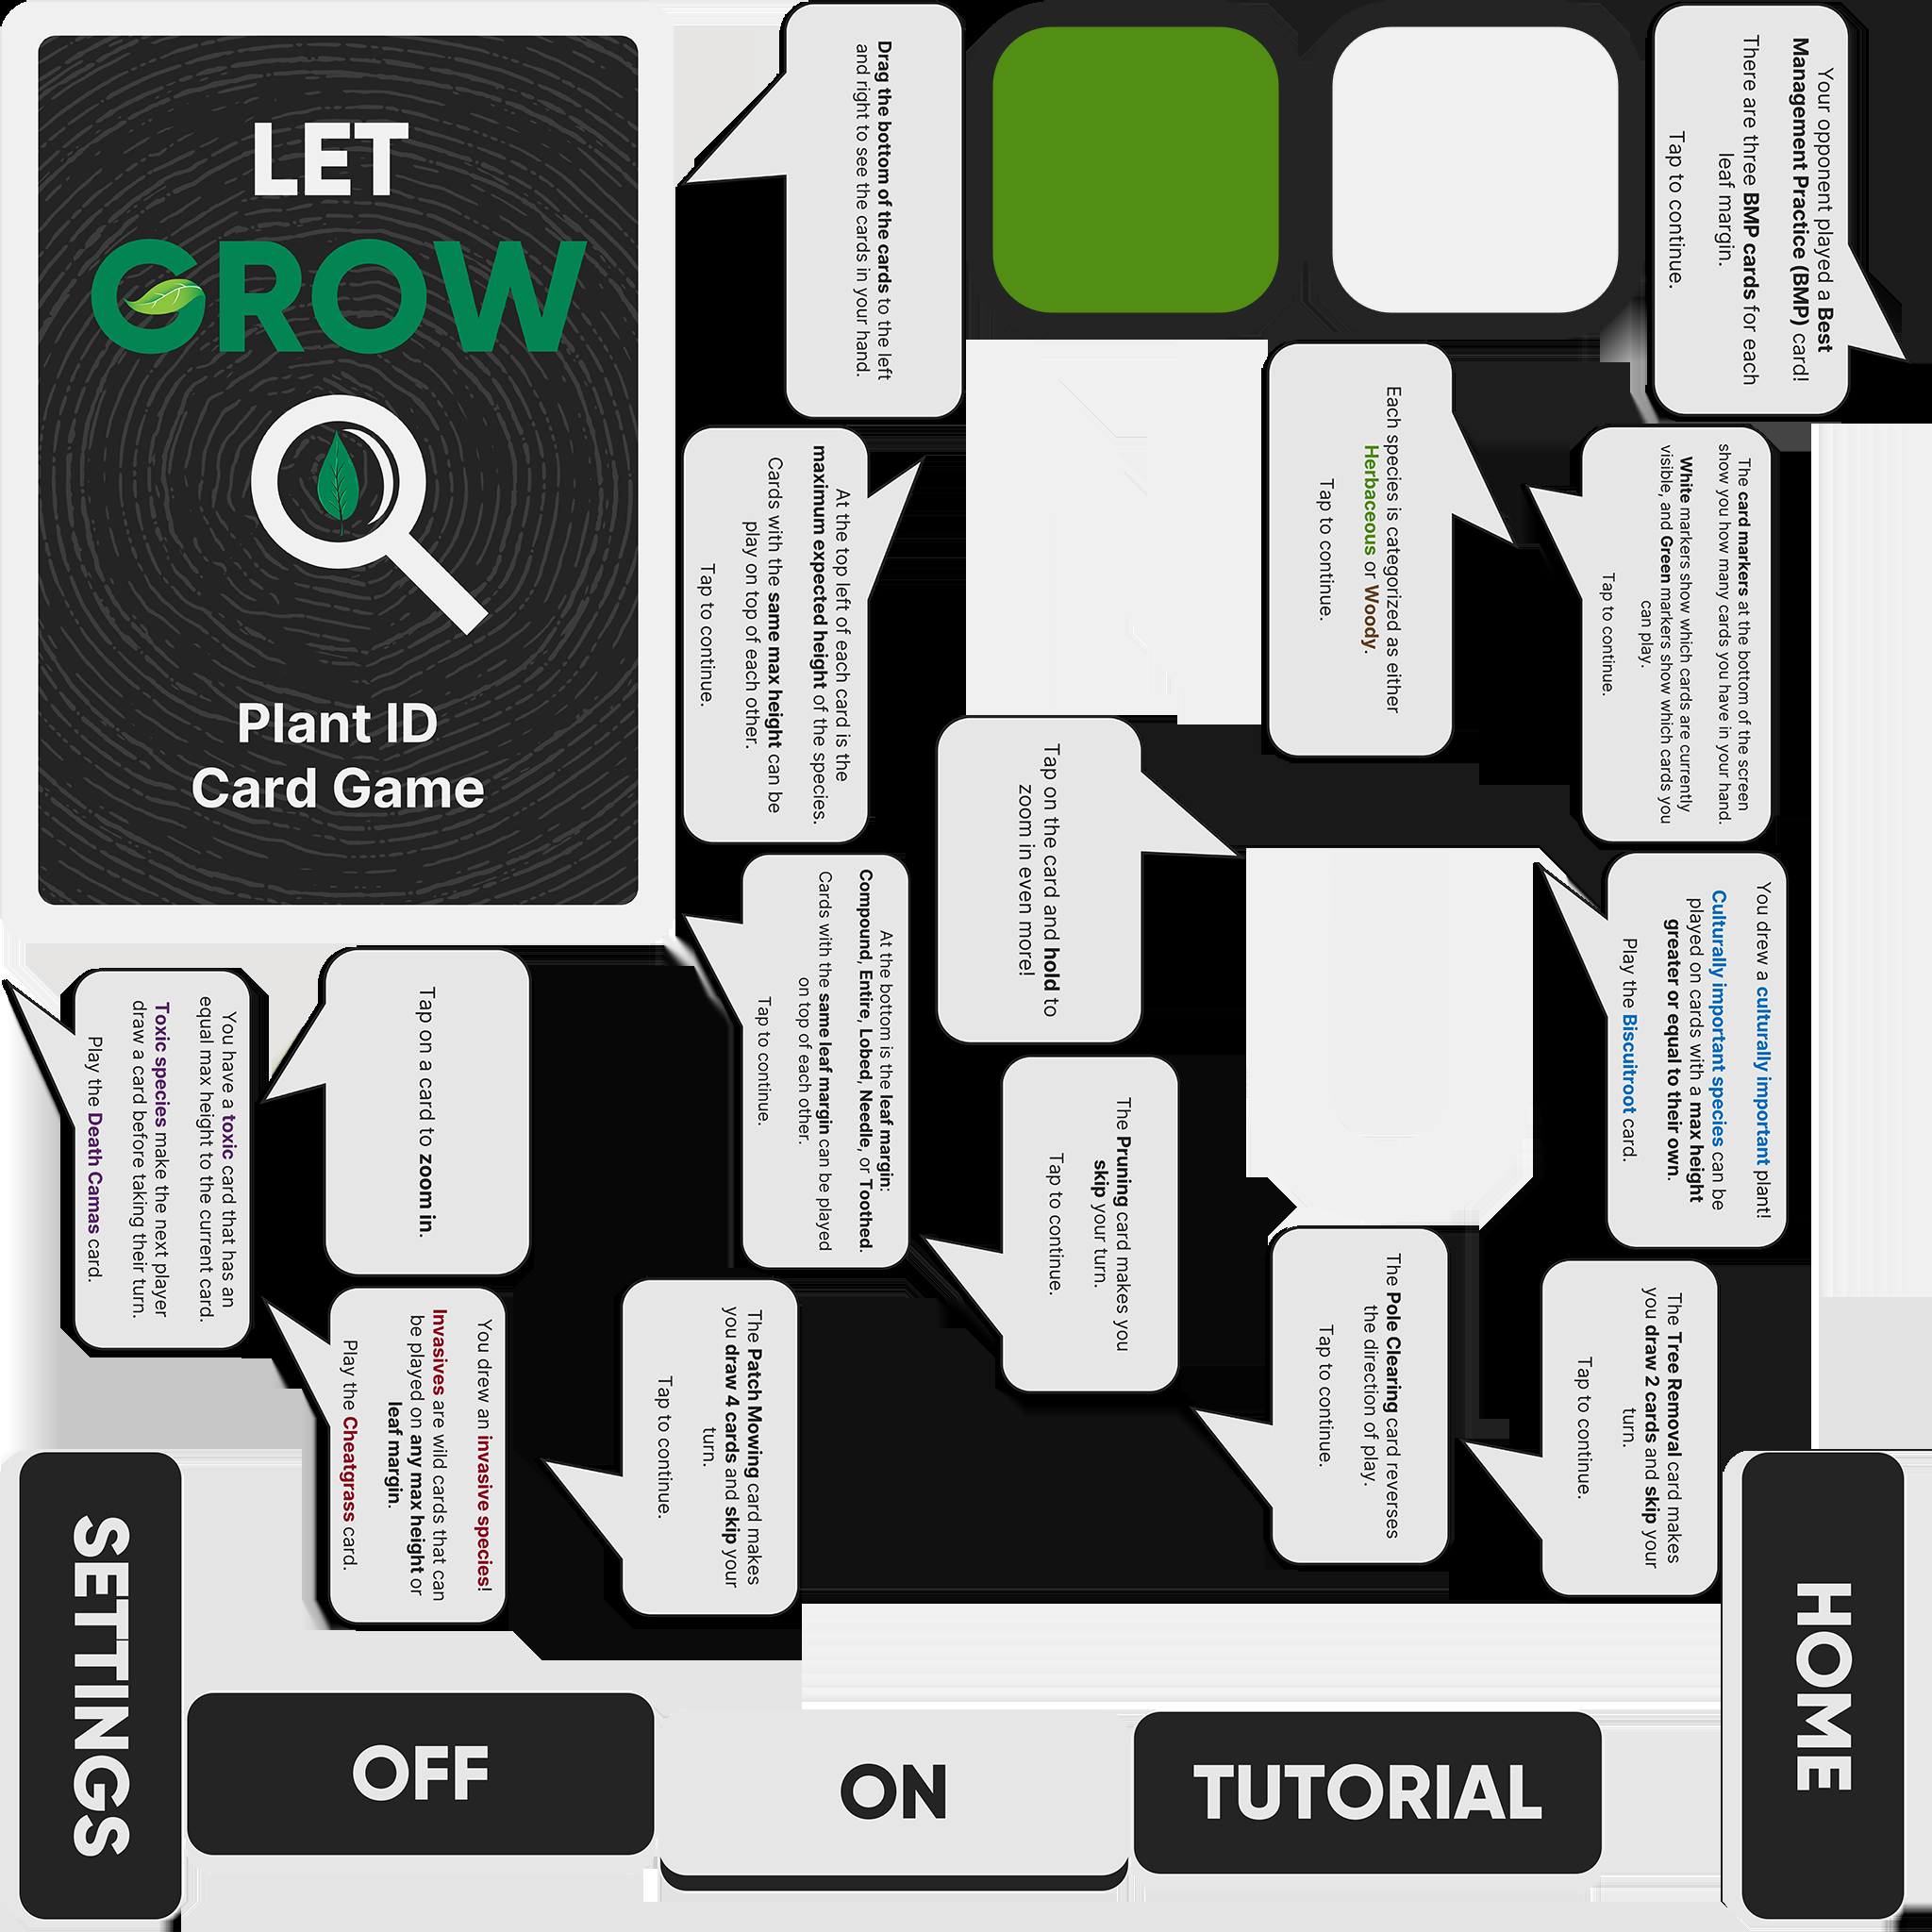 LET
GROW
Plant ID
Card Game
Drag the bottom of the cards to the left
and right to see the cards in your hand.
Your opponent played a Best
Management Practice (BMP) card!
There are three BMP cards for each
leaf margin.
Tap to continue.
At the top left of each card is the
maximum expected height of the species.
Cards with the same max height can be
play on top of each other.
Tap to continue.
Each species is categorized as either
Herbaceous or Woody.
Tap to continue.
The card markers at the bottom of the screen
show you how many cards you have in your hand.
White markers show which cards are currently
visible, and Green markers show which cards you
can play.
Tap to continue.
Tap on the card and hold to
zoom in even more!
At the bottom is the leaf margin:
Compound, Entire, Lobed, Needle, or Toothed.
Cards with the same leaf margin can be played
on top of each other.
Tap to continue.
You drew a culturally important plant!
Culturally important species can be
played on cards with a max height
greater or equal to their own.
Play the Biscuitroot card.
You have a toxic card that has an
equal max height to the current card.
Toxic species make the next player
draw a card before taking their turn.
Play the Death Camas card.
Tap on a card to zoom in.
The Pruning card makes you
skip your turn.
Tap to continue.
You drew an invasive species!
Invasives are wild cards that can
be played on any max height or
leaf margin.
Play the Cheatgrass card.
The Patch Mowing card makes
you draw 4 cards and skip your
turn.
Tap to continue.
The Pole Clearing card reverses
the direction of play.
Tap to continue.
The Tree Removal card makes
you draw 2 cards and skip your
turn.
Tap to continue.
SETTINGS
OFF
ON
TUTORIAL
HOME